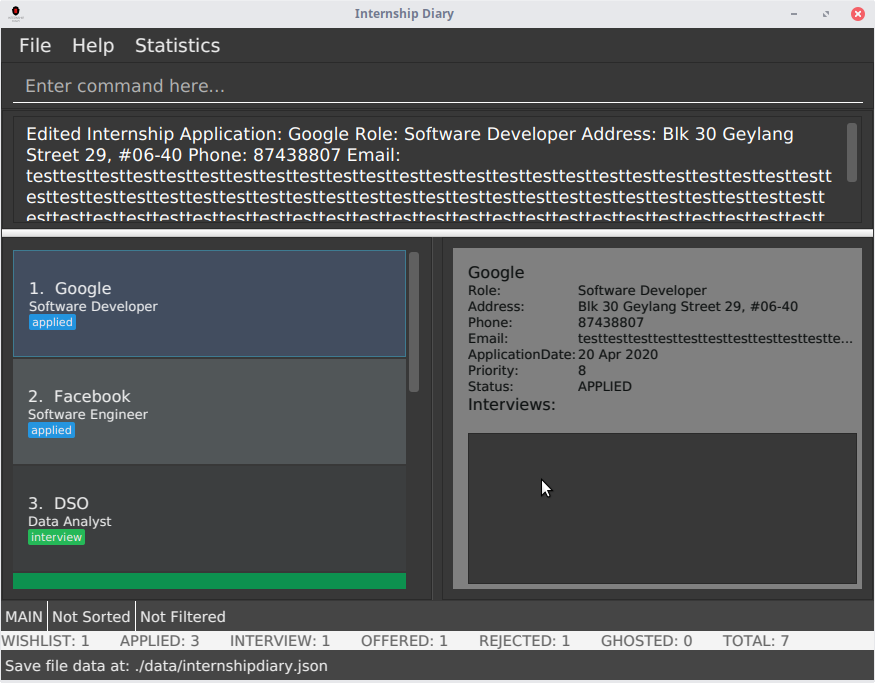 Internship Diary
File Help Statistics
Enter command here...
Edited Internship Application: Google Role: Software Developer Address: Blk 30 Geylang
Street 29, #06-40 Phone: 87438807 Email:
testtesttesttesttesttesttesttesttesttesttesttesttesttesttesttesttesttesttesttesttesttesttesttestt
esttesttesttesttesttesttesttesttesttesttesttesttesttesttesttesttesttesttesttesttesttesttesttestt
esttesttesttesttesttesttesttesttesttesttesttesttesttesttesttesttesttesttesttesttesttesttesttestt
1. Google
Software Developer
applied
2. Facebook
Software Engineer
applied
3. DSO
Data Analyst
interview
Google
Role: Software Developer
Address: Blk 30 Geylang Street 29, #06-40
Phone: 87438807
Email: testtesttesttesttesttesttesttesttesttestte...
ApplicationDate: 20 Apr 2020
Priority: 8
Status: APPLIED
Interviews:
MAIN Not Sorted Not Filtered
WISHLIST: 1 APPLIED: 3 INTERVIEW: 1 OFFERED: 1 REJECTED: 1 GHOSTED: 0 TOTAL: 7
Save file data at: ./data/internshipdiary.json